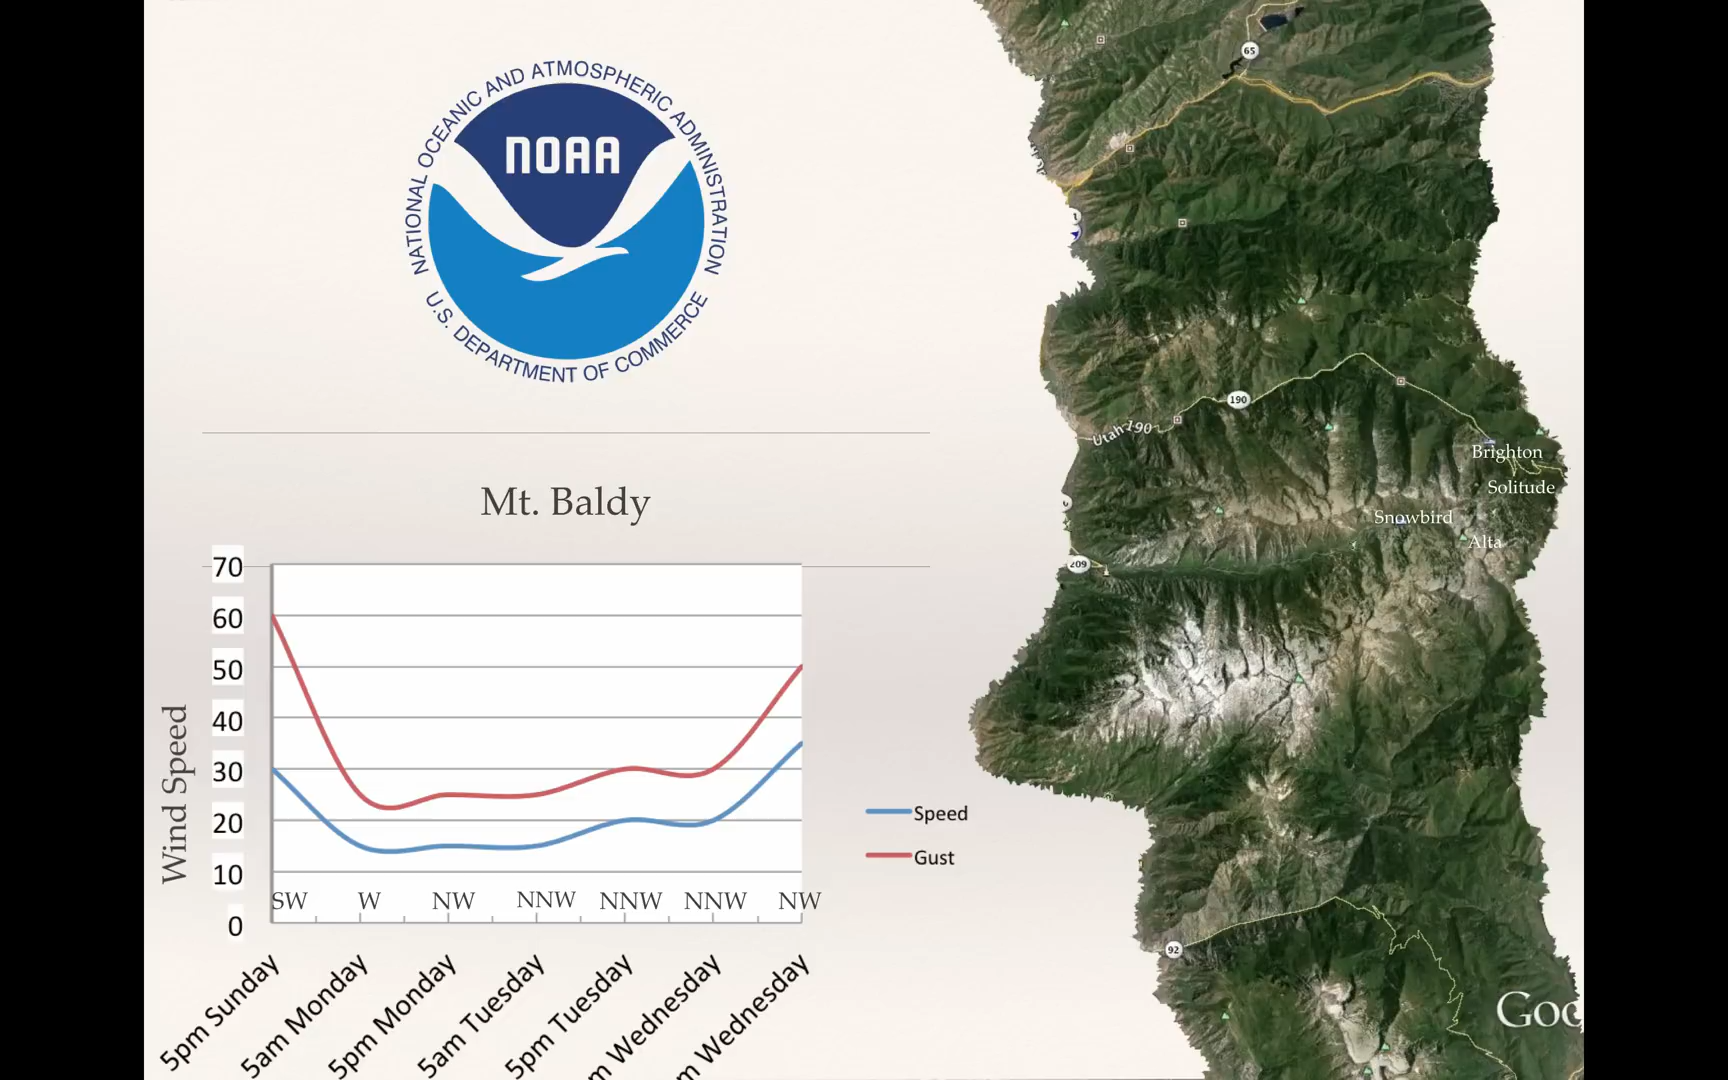 NATIONAL OCEANIC AND ATMOSPHERIC ADMINISTRATION
NOAA
U.S. DEPARTMENT OF COMMERCE
Mt. Baldy
Wind Speed
70
60
50
40
30
20
10
0
SW W NW NNW NNW NNW NW
5pm Sunday
5am Monday
5pm Monday
5am Tuesday
5pm Tuesday
m Wednesday
m Wednesday
Speed
Gust
65
190
Utah 190
Brighton
Solitude
Snowbird
Alta
209
92
Goo